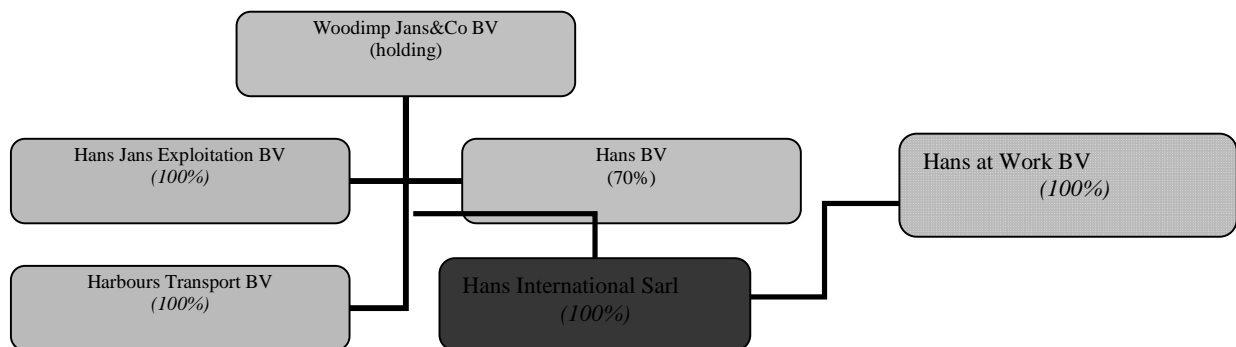 Woodimp Jans&Co BV
(holding)
Hans Jans Exploitation BV
(100%)
Hans BV
(70%)
Hans at Work BV
(100%)
Harbours Transport BV
(100%)
Hans International Sarl
(100%)